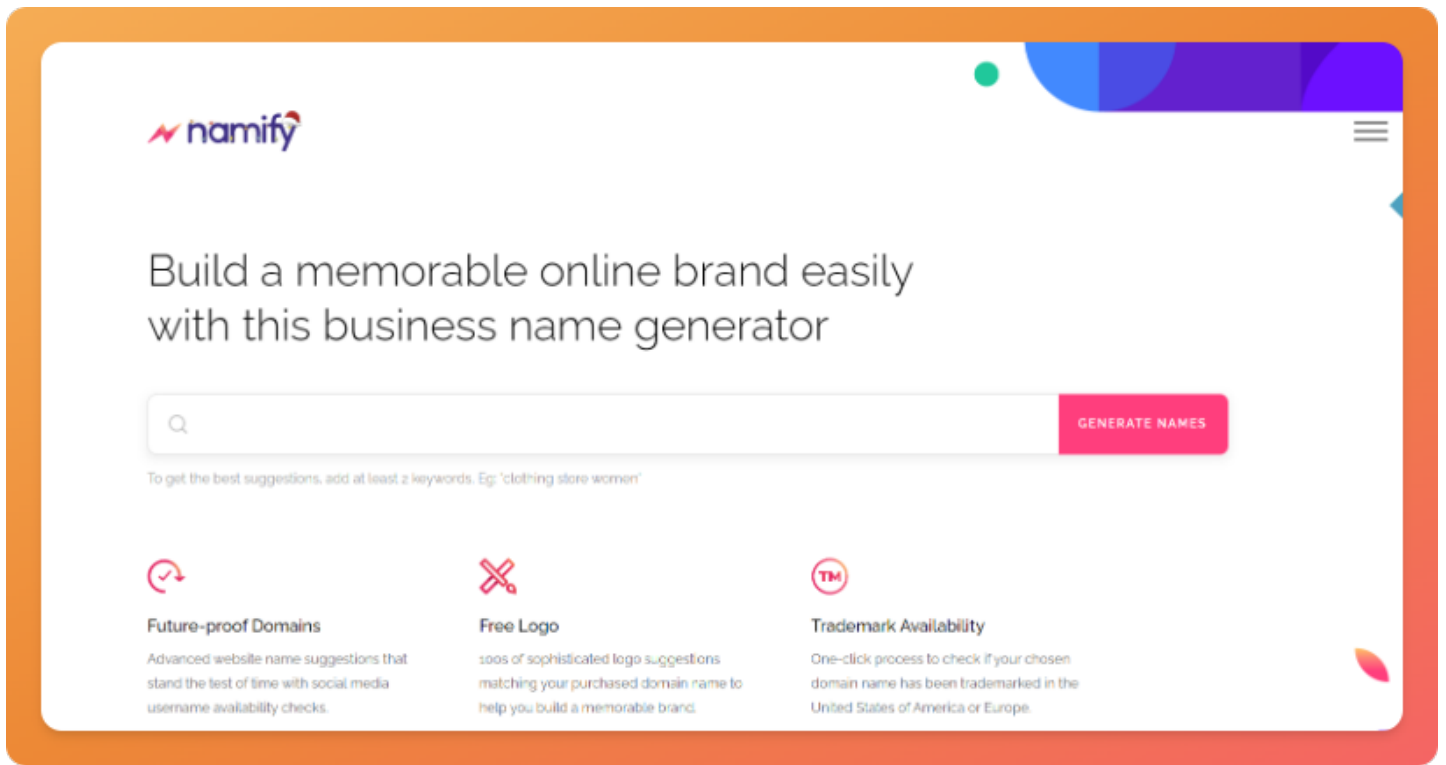 namify
Build a memorable online brand easily
with this business name generator
GENERATE NAMES
To get the best suggestions, add at least 2 keywords. Eg: 'clothing store women'
Future-proof Domains
Advanced website name suggestions that
stand the test of time with social media
username availability checks.
Free Logo
100s of sophisticated logo suggestions
matching your purchased domain name to
help you build a memorable brand.
TM
Trademark Availability
One-click process to check if your chosen
domain name has been trademarked in the
United States of America or Europe.